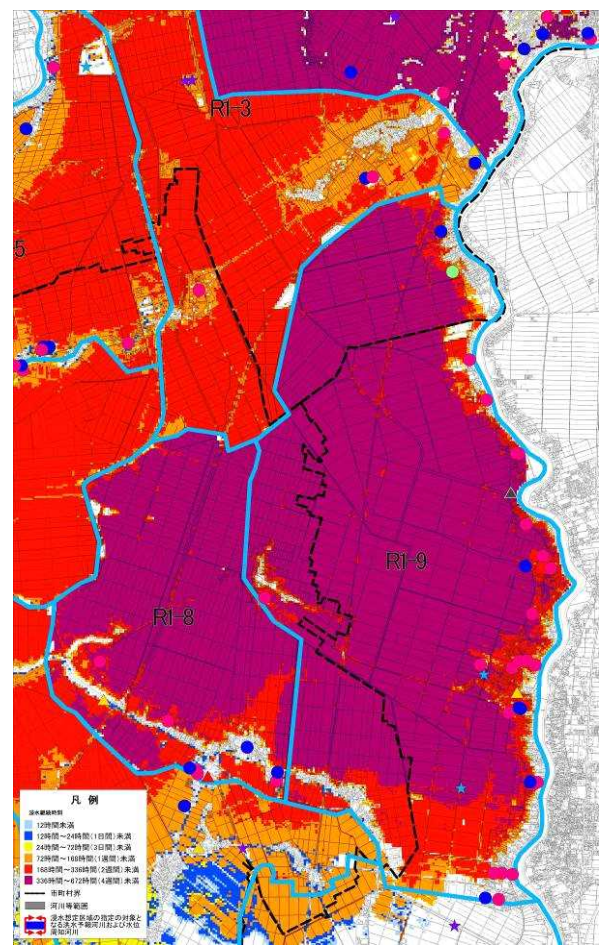 R1-3
5
R1-9
R1-8
凡 例
浸水継続時間
12時間未満
12時間~24時間(1日間)未満
24時間~72時間(3日間)未満
72時間~168時間(1週間)未満
168時間~336時間(2週間)未満
336時間~672時間(4週間)未満
市町村界
河川等範囲
浸水想定区域の指定の対象と
なる洪水予報河川および水位
周知河川